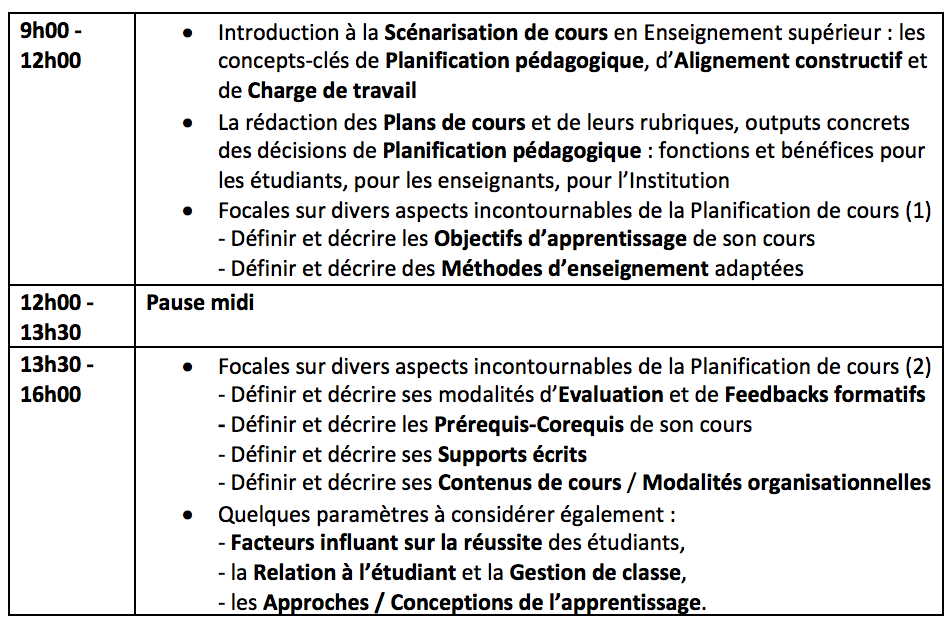 9h00 -
12h00
• Introduction à la Scénarisation de cours en Enseignement supérieur : les
concepts-clés de Planification pédagogique, d’Alignement constructif et
de Charge de travail
• La rédaction des Plans de cours et de leurs rubriques, outputs concrets
des décisions de Planification pédagogique : fonctions et bénéfices pour
les étudiants, pour les enseignants, pour l’Institution
• Focales sur divers aspects incontournables de la Planification de cours (1)
- Définir et décrire les Objectifs d’apprentissage de son cours
- Définir et décrire des Méthodes d’enseignement adaptées
12h00 -
13h30
Pause midi
13h30 -
16h00
• Focales sur divers aspects incontournables de la Planification de cours (2)
- Définir et décrire ses modalités d’Evaluation et de Feedbacks formatifs
- Définir et décrire les Prérequis-Corequis de son cours
- Définir et décrire ses Supports écrits
- Définir et décrire ses Contenus de cours / Modalités organisationnelles
• Quelques paramètres à considérer également :
- Facteurs influant sur la réussite des étudiants,
- la Relation à l’étudiant et la Gestion de classe,
- les Approches / Conceptions de l’apprentissage.